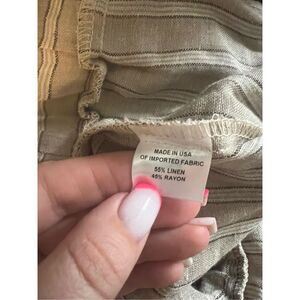 MADE IN USA
OF IMPORTED FABRIC
55% LINEN
45% RAYON